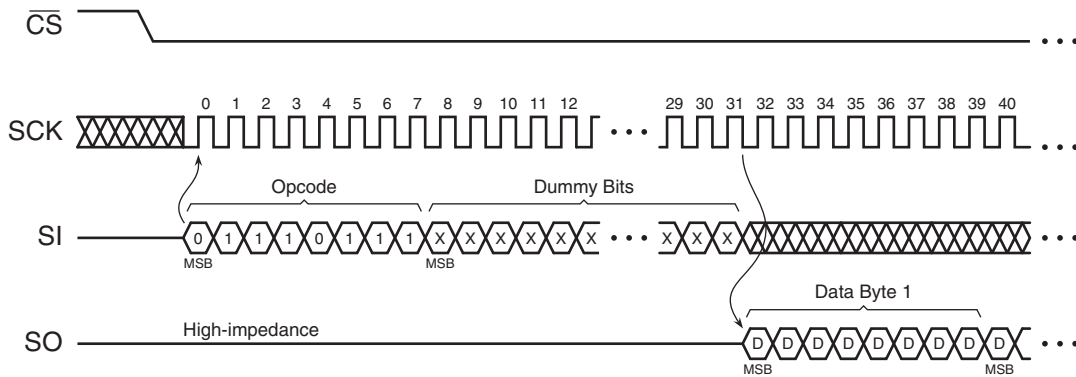 CS
0 1 2 3 4 5 6 7 8 9 10 11 12 29 30 31 32 33 34 35 36 37 38 39 40
SCK
Opcode Dummy Bits
SI 0 1 1 1 0 1 1 1 X X X X X X X X X
MSB MSB
Data Byte 1
High-impedance
SO D D D D D D D D D
MSB MSB